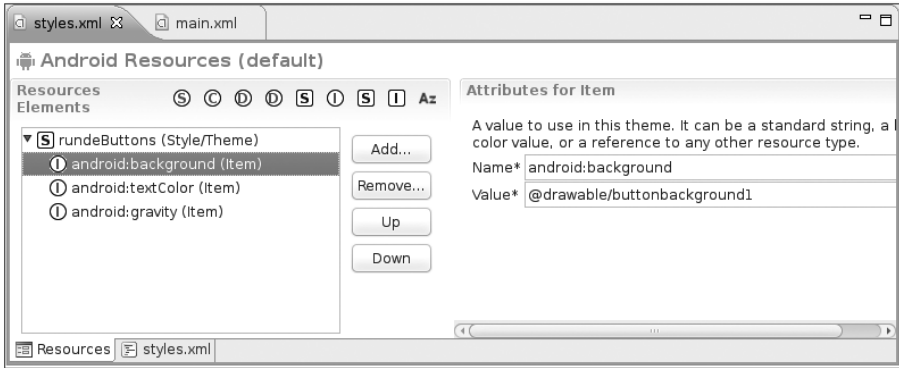 styles.xml
main.xml
Android Resources (default)
Resources
Elements
S C D D S I S I Az
Attributes for Item
S rundeButtons (Style/Theme)
I android:background (Item)
I android:textColor (Item)
I android:gravity (Item)
Add...
Remove...
Up
Down
A value to use in this theme. It can be a standard string, a
color value, or a reference to any other resource type.
Name* android:background
Value* @drawable/buttonbackground1
Resources
styles.xml